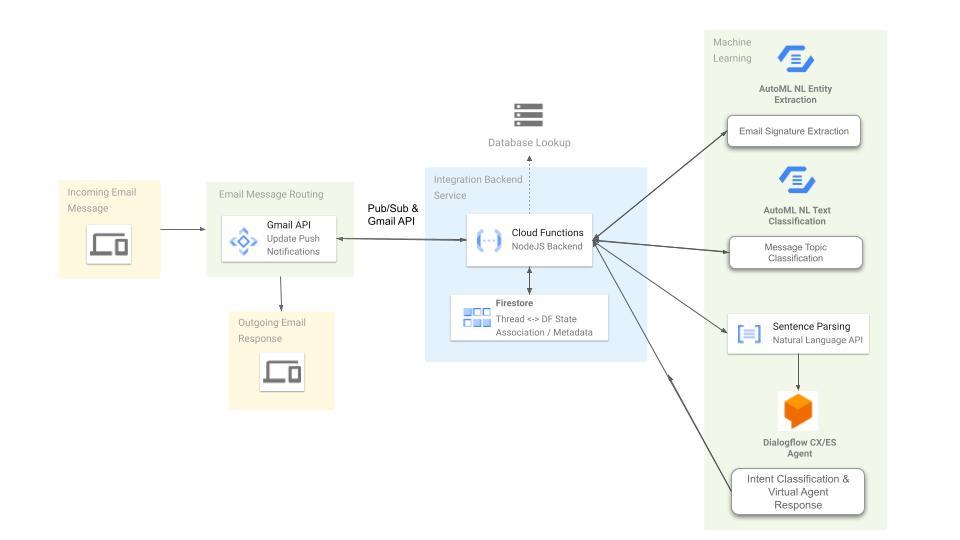 Incoming Email
Message
Email Message Routing
Gmail API
Update Push
Notifications
Outgoing Email
Response
Pub/Sub &
Gmail API
Database Lookup
Integration Backend
Service
Cloud Functions
NodeJS Backend
Firestore
Thread <-> DF State
Association / Metadata
Machine
Learning
AutoML NL Entity
Extraction
Email Signature Extraction
AutoML NL Text
Classification
Message Topic
Classification
Sentence Parsing
Natural Language API
Dialogflow CX/ES
Agent
Intent Classification &
Virtual Agent
Response